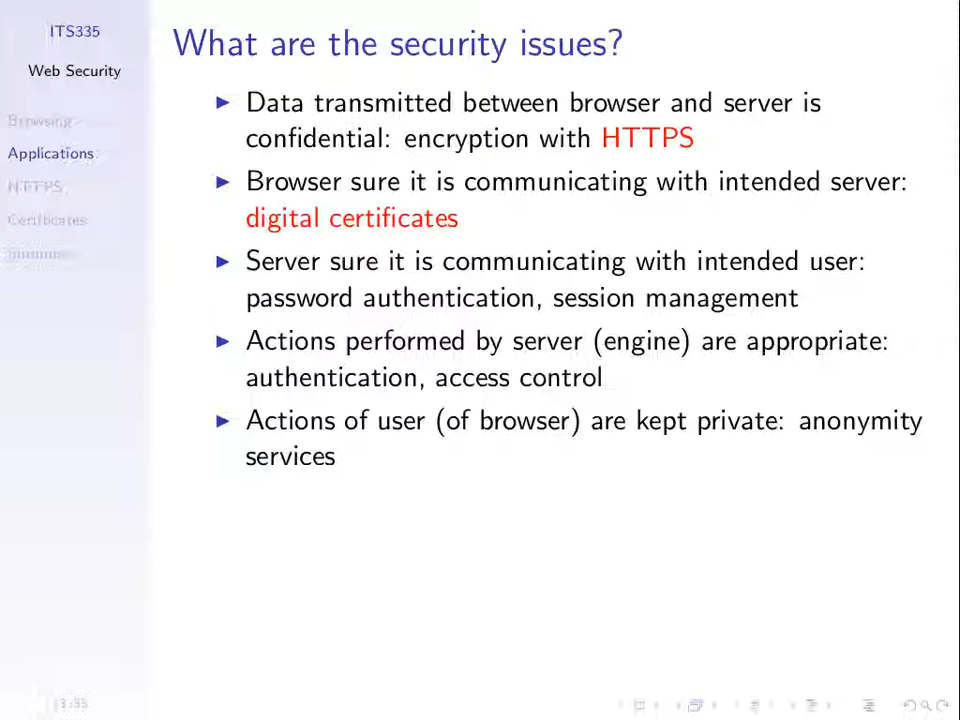 ITS335
Web Security
Browsing
Applications
HTTPS
Certificates
What are the security issues?
Data transmitted between browser and server is
confidential: encryption with HTTPS
Browser sure it is communicating with intended server:
digital certificates
Server sure it is communicating with intended user:
password authentication, session management
Actions performed by server (engine) are appropriate:
authentication, access control
Actions of user (of browser) are kept private: anonymity
services